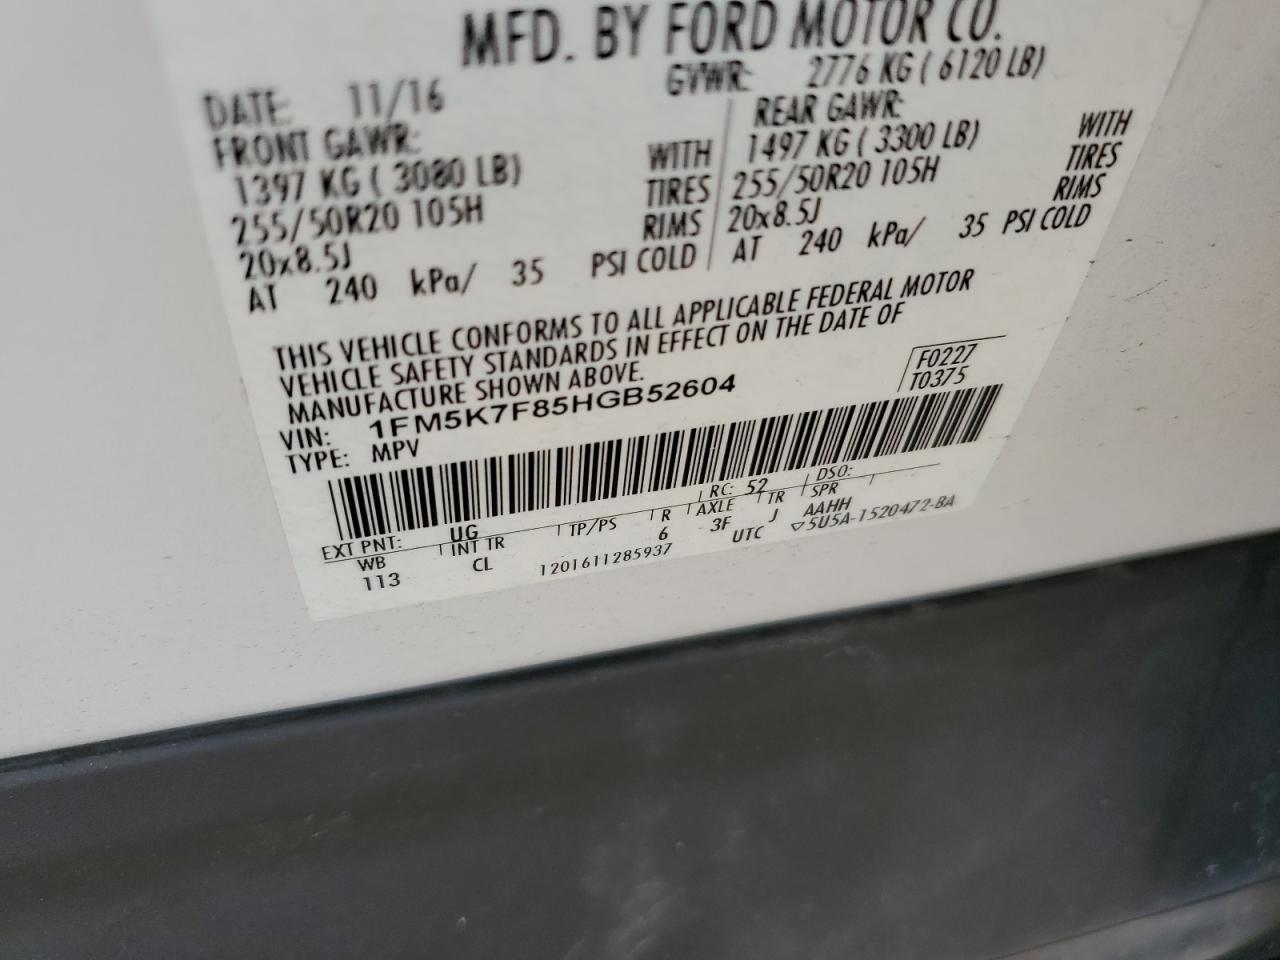 MFD. BY FORD MOTOR CO.
DATE: 11/16 GVWR: 2776 KG ( 6120 LB)
FRONT GAWR: REAR GAWR:
1397 KG ( 3080 LB) WITH 1497 KG ( 3300 LB) WITH
255/50R20 105H TIRES 255/50R20 105H TIRES
20x8.5J RIMS 20x8.5J RIMS
AT 240 kPa/ 35 PSI COLD AT 240 kPa/ 35 PSI COLD
THIS VEHICLE CONFORMS TO ALL APPLICABLE FEDERAL MOTOR
VEHICLE SAFETY STANDARDS IN EFFECT ON THE DATE OF
MANUFACTURE SHOWN ABOVE.
F0227
T0375
VIN: 1FM5K7F85HGB52604
TYPE: MPV
EXT PNT: UG RC: 52 DSO:
WB INT TR TP/PS R AXLE TR SPR
113 CL 6 3F J AAHH
1201611285937 UTC ▽5U5A-1520472-BA